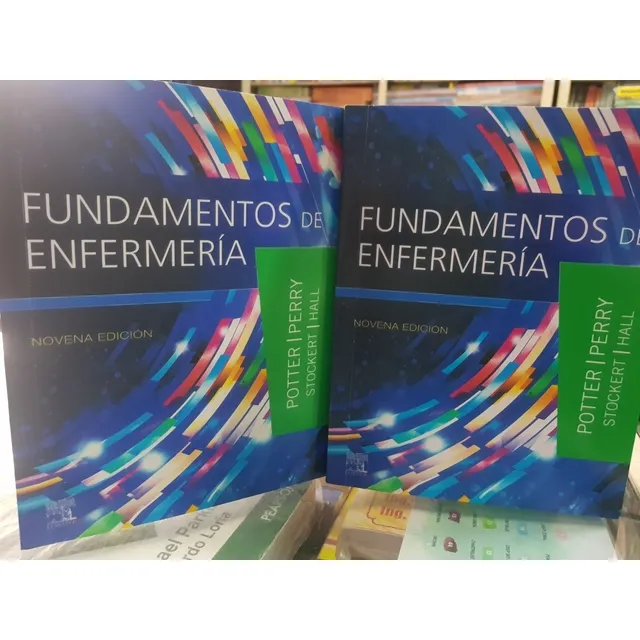 FUNDAMENTOS DE
ENFERMERÍA
NOVENA EDICIÓN
POTTER | PERRY
STOCKERT | HALL
FUNDAMENTOS DE
ENFERMERÍA
NOVENA EDICIÓN
POTTER | PERRY
STOCKERT | HALL